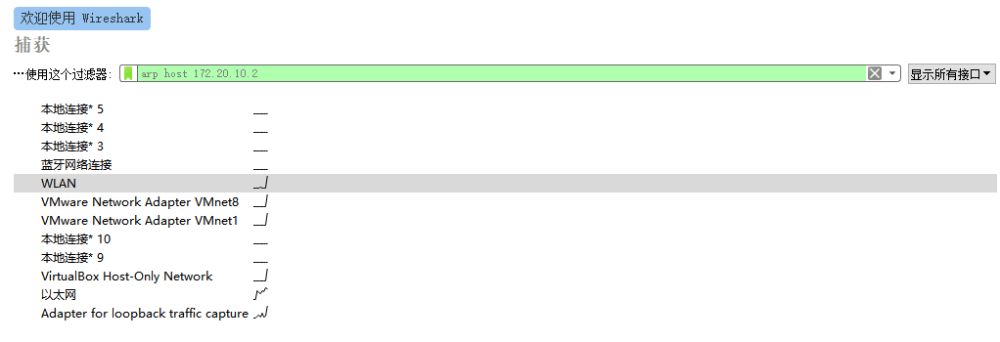 欢迎使用 Wireshark
捕获
…使用这个过滤器： arp host 172.20.10.2 显示所有接口
本地连接* 5
本地连接* 4
本地连接* 3
蓝牙网络连接
WLAN
VMware Network Adapter VMnet8
VMware Network Adapter VMnet1
本地连接* 10
本地连接* 9
VirtualBox Host-Only Network
以太网
Adapter for loopback traffic capture